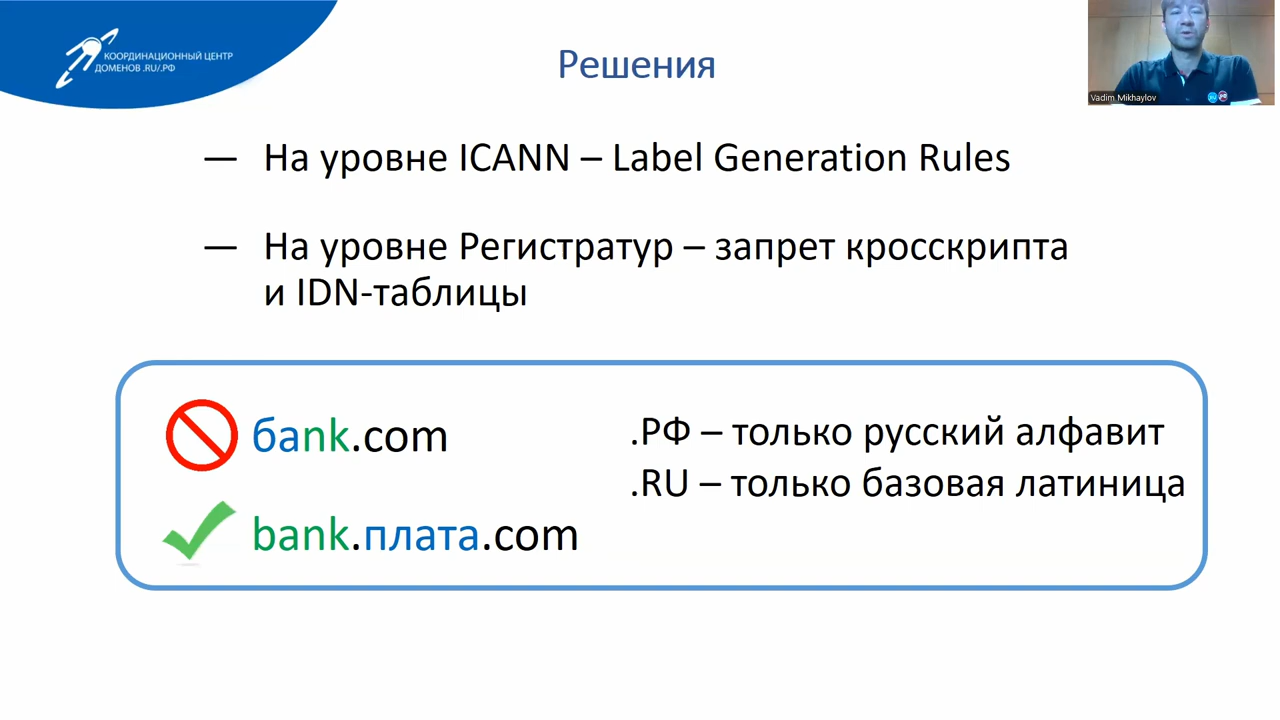 КООРДИНАЦИОННЫЙ ЦЕНТР
ДОМЕНОВ .RU/.РФ
Решения
Vadim Mikhaylov
— На уровне ICANN – Label Generation Rules
— На уровне Регистратур – запрет кросскрипта
и IDN-таблицы
баnk.com
.РФ – только русский алфавит
.RU – только базовая латиница
bank.плата.com